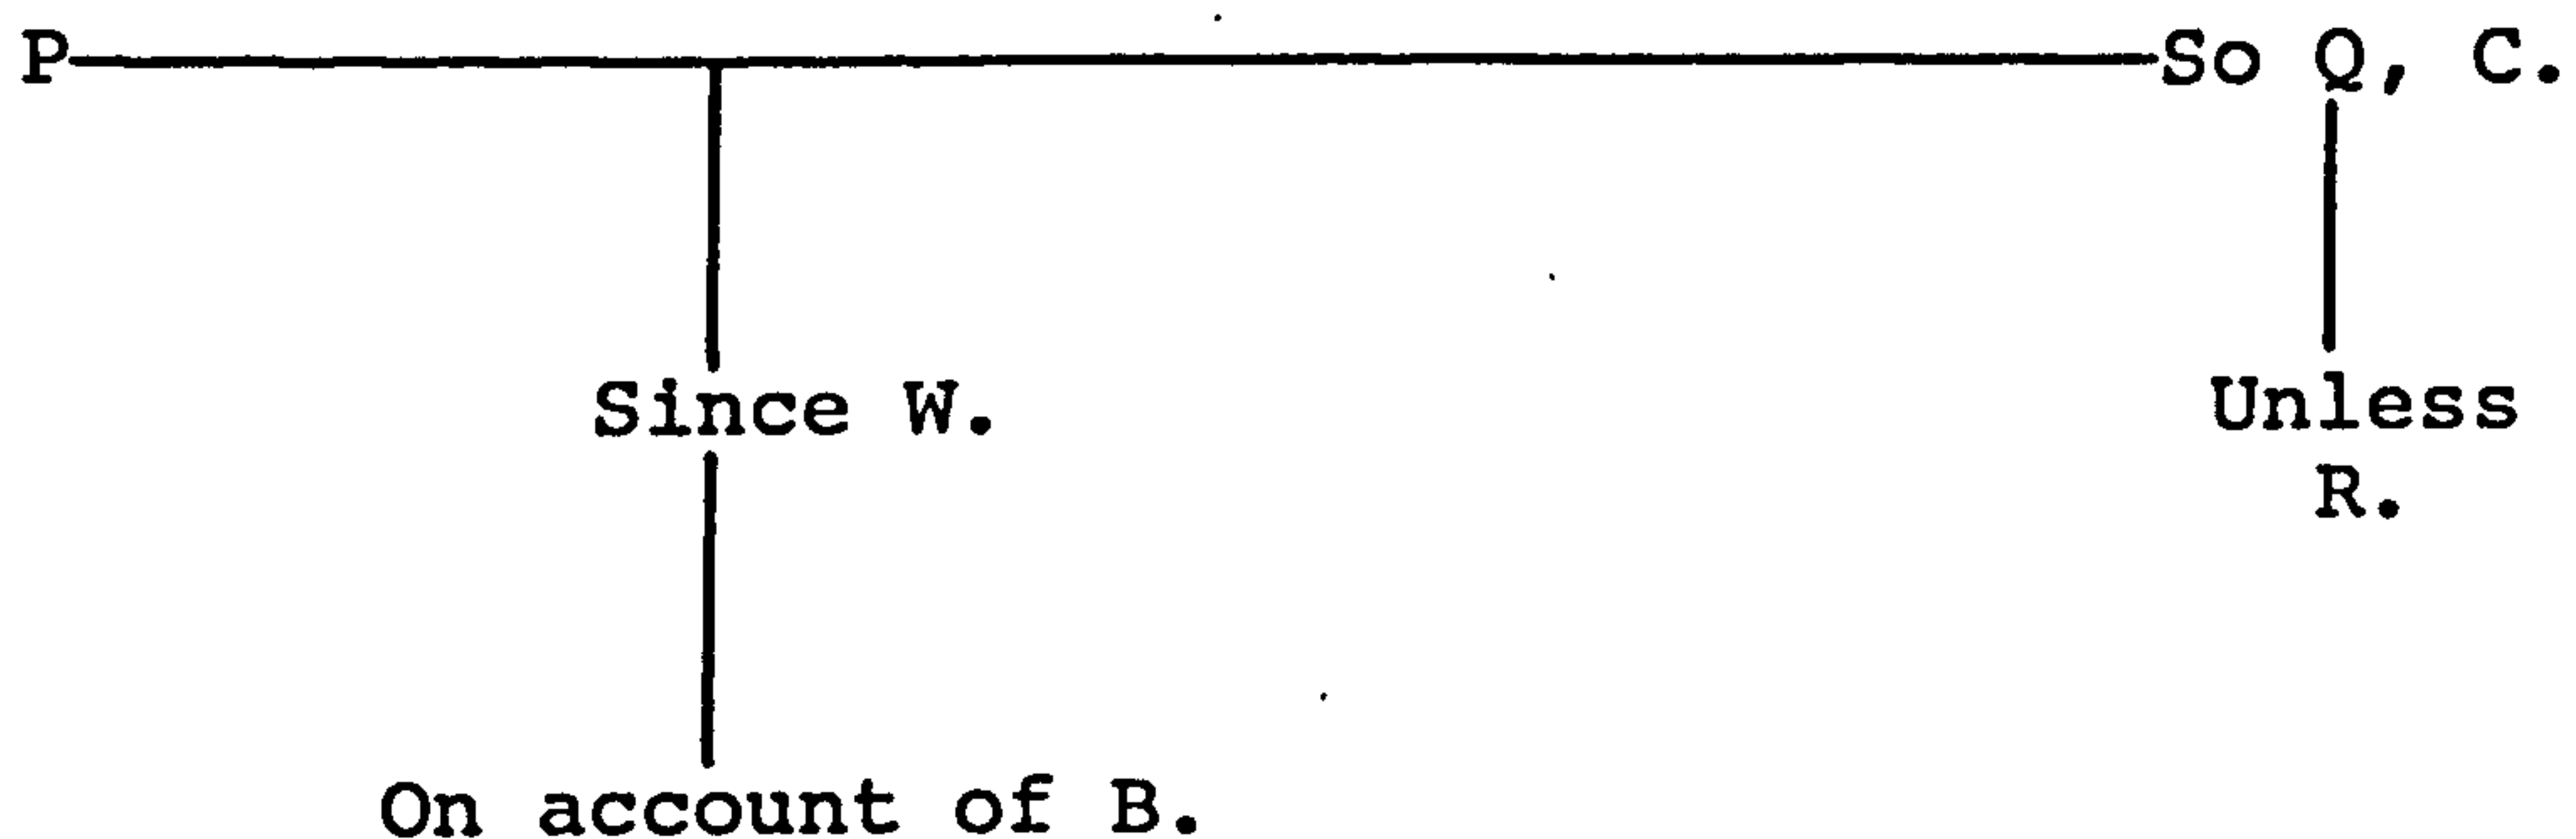 P So Q, C.
Since W.
Unless
R.
On account of B.